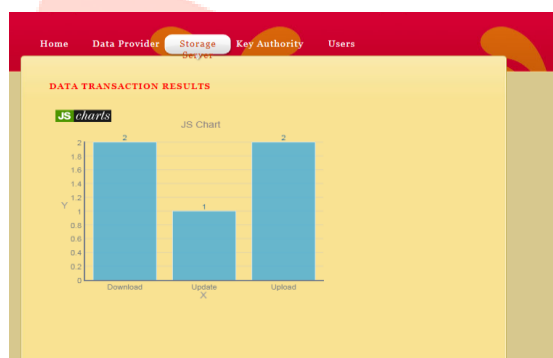 Home Data Provider Storage Server Key Authority Users
DATA TRANSACTION RESULTS
JS charts
JS Chart
2 1 2
2
1.8
1.6
1.4
1.2
Y
1
0.8
0.6
0.4
0.2
0
Download Update Upload
X